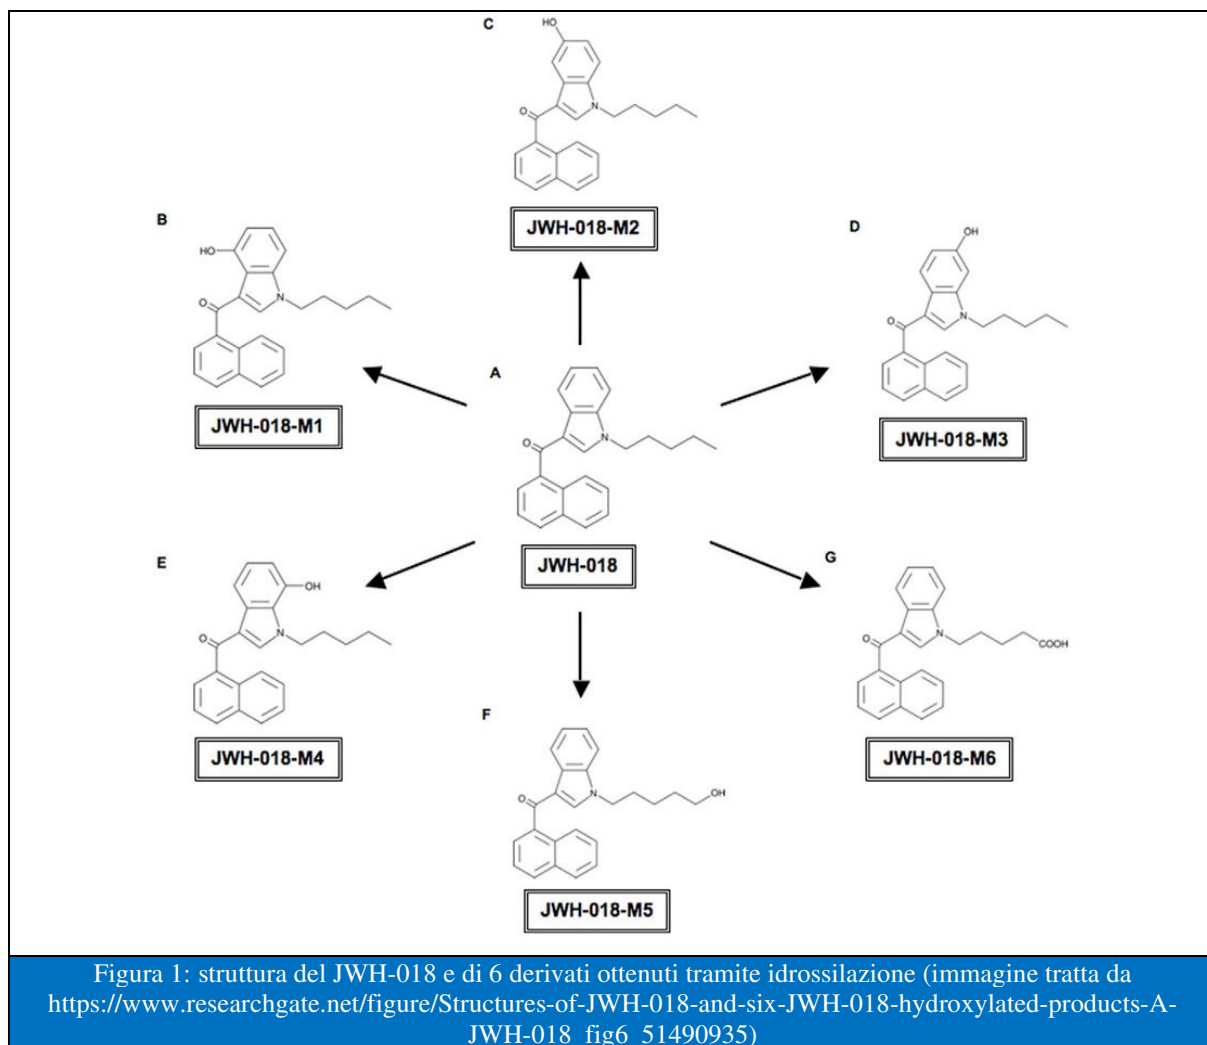 C
HO
O
N
JWH-018-M2
B
HO
O
N
JWH-018-M1
D
OH
O
N
JWH-018-M3
A
O
N
JWH-018
E
OH
O
N
JWH-018-M4
G
O
N
COOH
JWH-018-M6
F
O
N
OH
JWH-018-M5
Figura 1: struttura del JWH-018 e di 6 derivati ottenuti tramite idrossilazione (immagine tratta da
https://www.researchgate.net/figure/Structures-of-JWH-018-and-six-JWH-018-hydroxylated-products-A-
JWH-018_fig6_51490935)